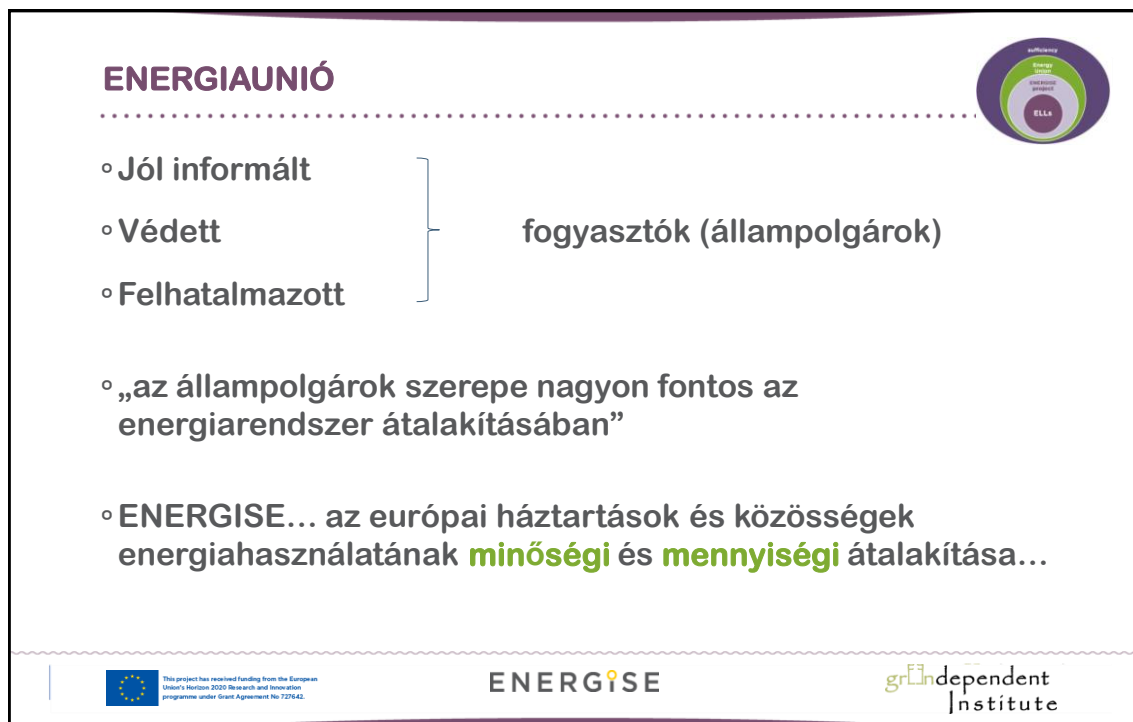 ENERGIAUNIÓ
sufficiency
Energy
Union
ENERGISE
project
ELLs
Jól informált
Védett
fogyasztók (állampolgárok)
Felhatalmazott
„az állampolgárok szerepe nagyon fontos az
energiarendszer átalakításában”
ENERGISE… az európai háztartások és közösségek
energiahasználatának minőségi és mennyiségi átalakítása…
This project has received funding from the European
Union's Horizon 2020 Research and Innovation
programme under Grant Agreement No 727642.
ENERGISE
grEEndependent
Institute